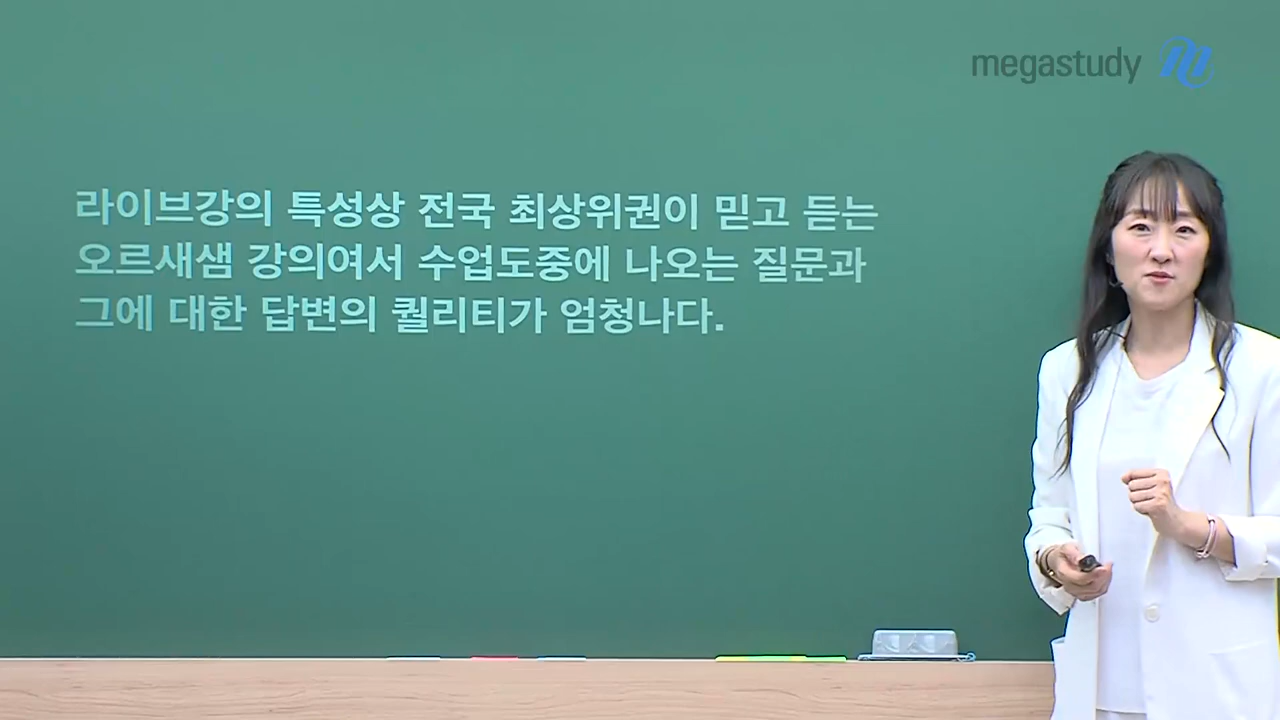 megastudy
라이브강의 특성상 전국 최상위권이 믿고 듣는
오르새쌤 강의여서 수업도중에 나오는 질문과
그에 대한 답변의 퀄리티가 엄청나다.